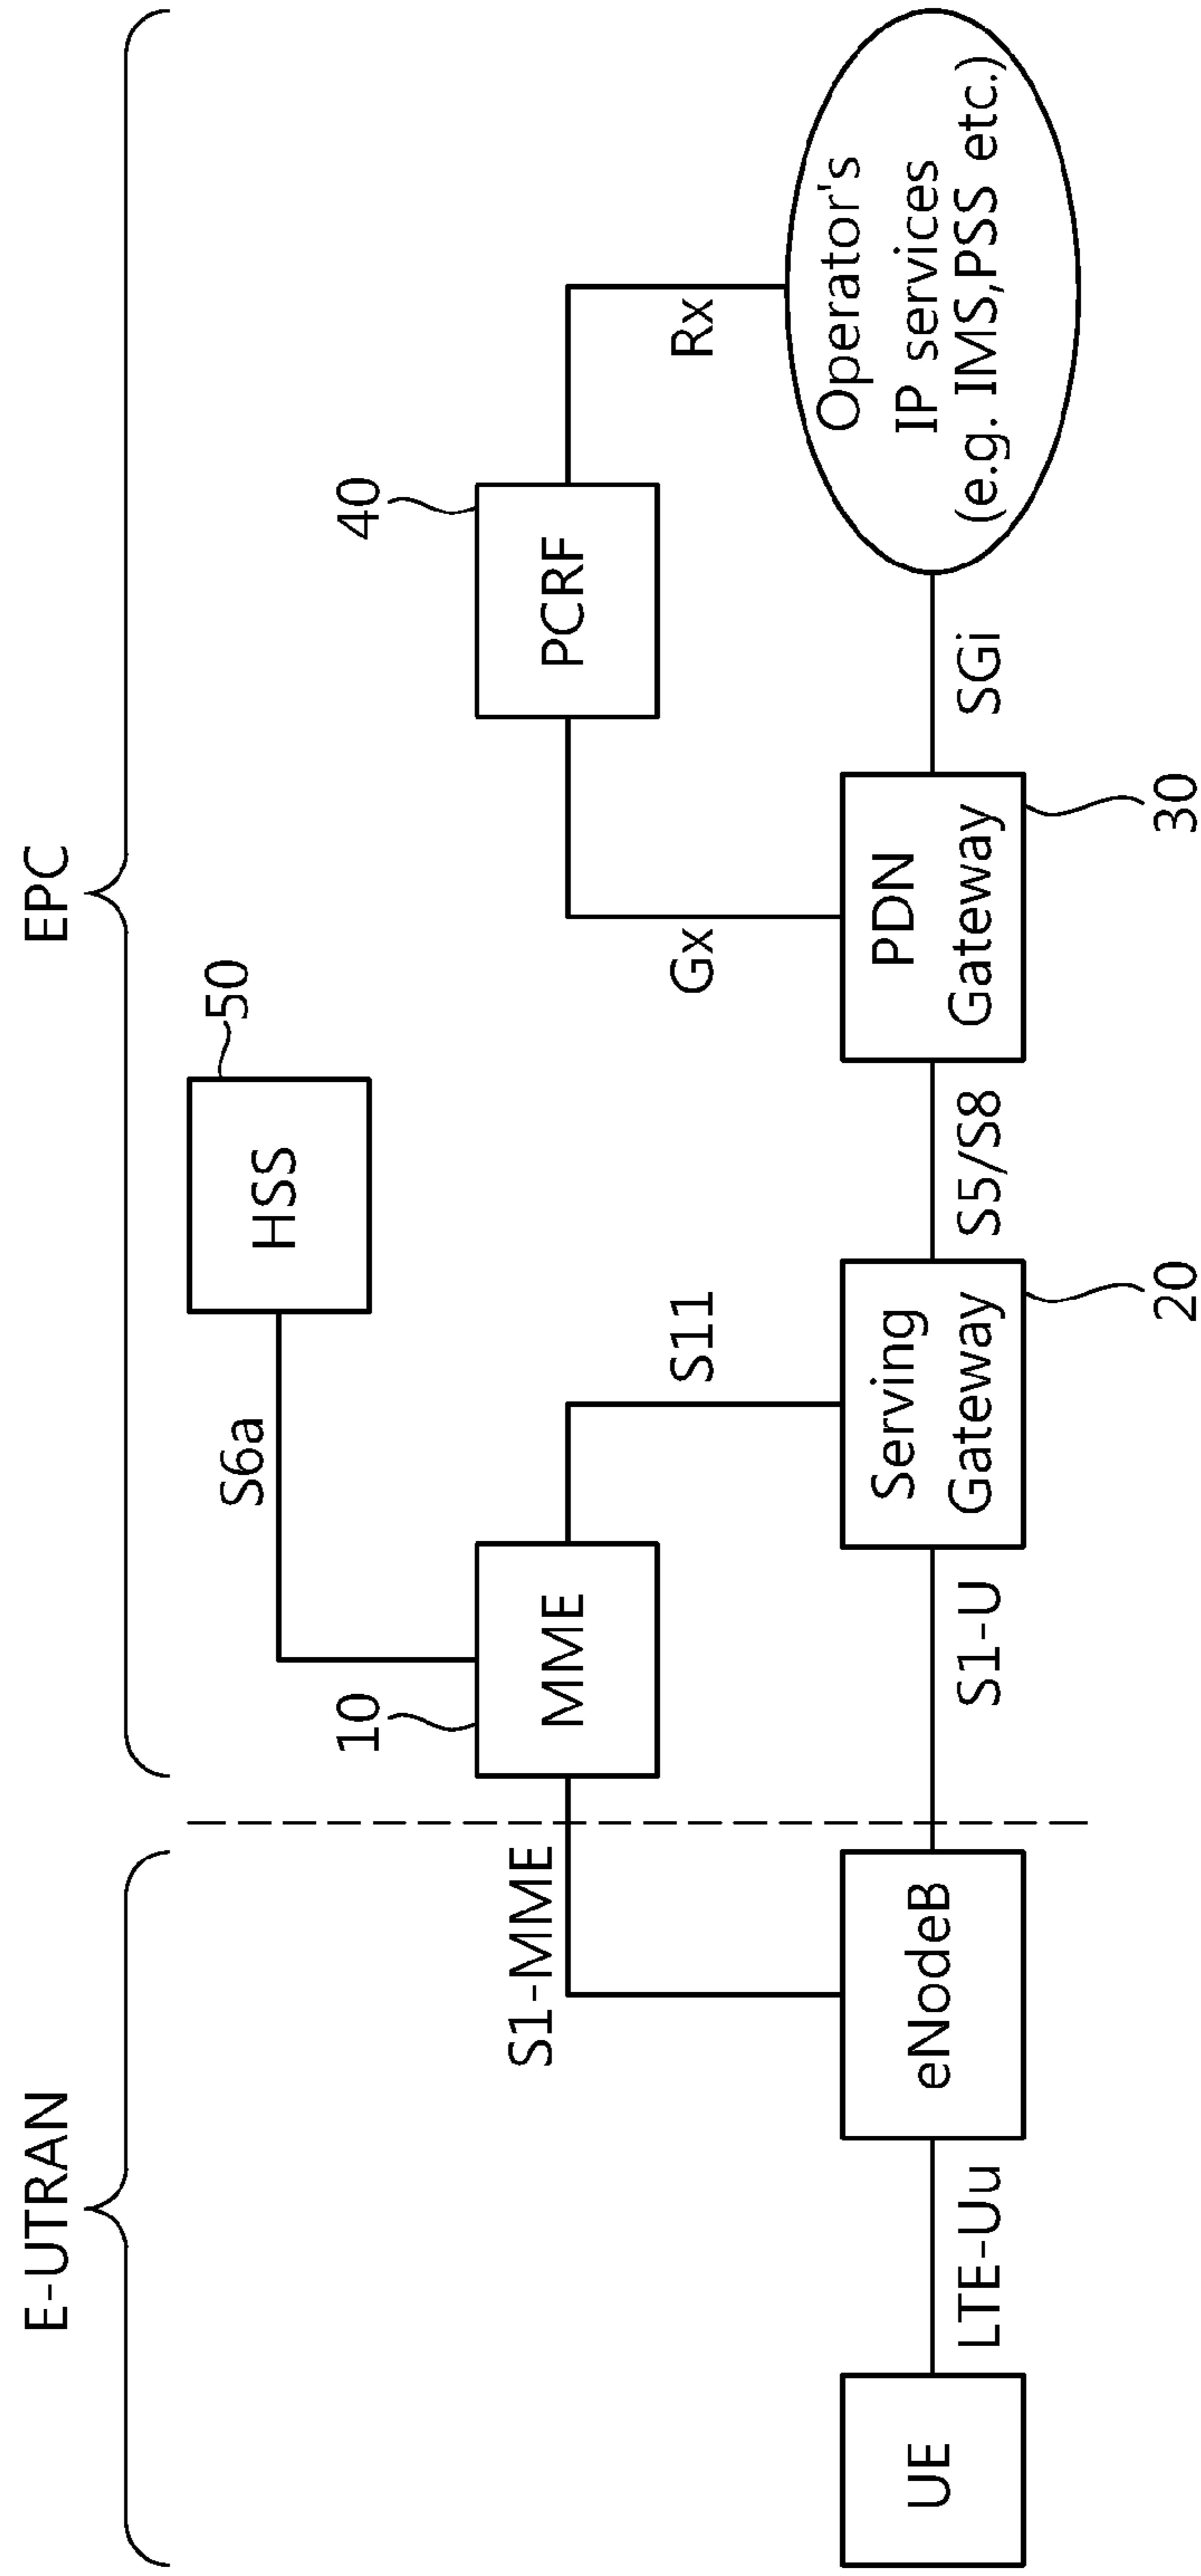 E-UTRAN
EPC
50
HSS
S6a
10
40
MME
PCRF
S1-MME
S11
Gx
Rx
UE
LTE-Uu
eNodeB
S1-U
Serving
Gateway
20
S5/S8
PDN
Gateway
30
SGi
Operator's
IP services
(e.g. IMS,PSS etc.)